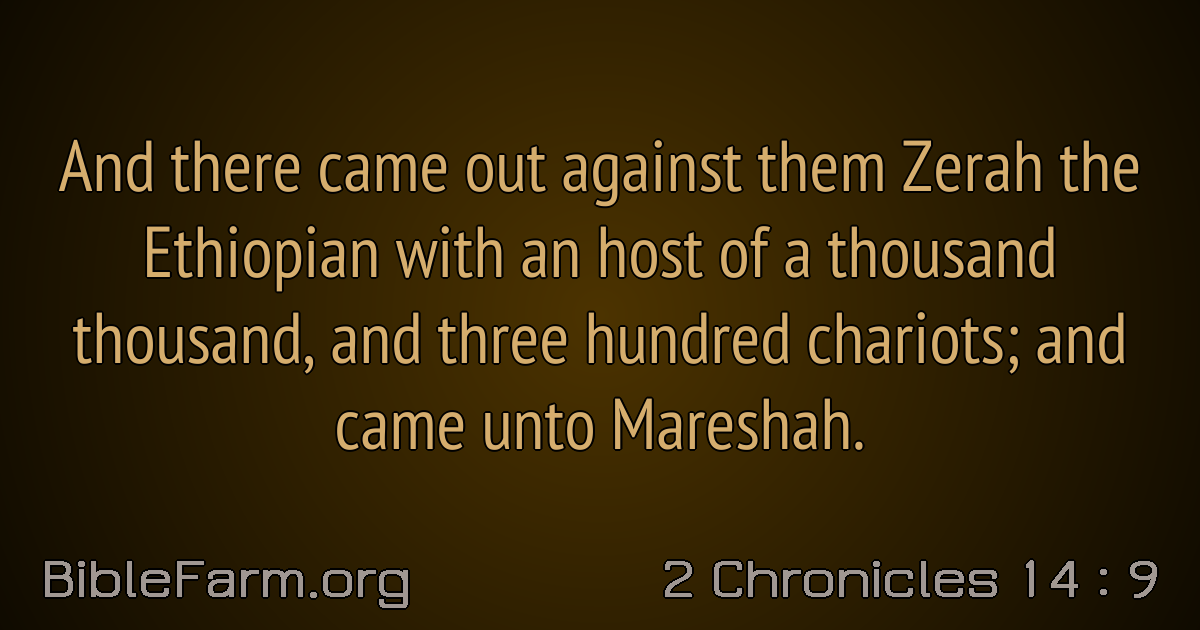 And there came out against them Zerah the
Ethiopian with an host of a thousand
thousand, and three hundred chariots; and
came unto Mareshah.
BibleFarm.org
2 Chronicles 14 : 9